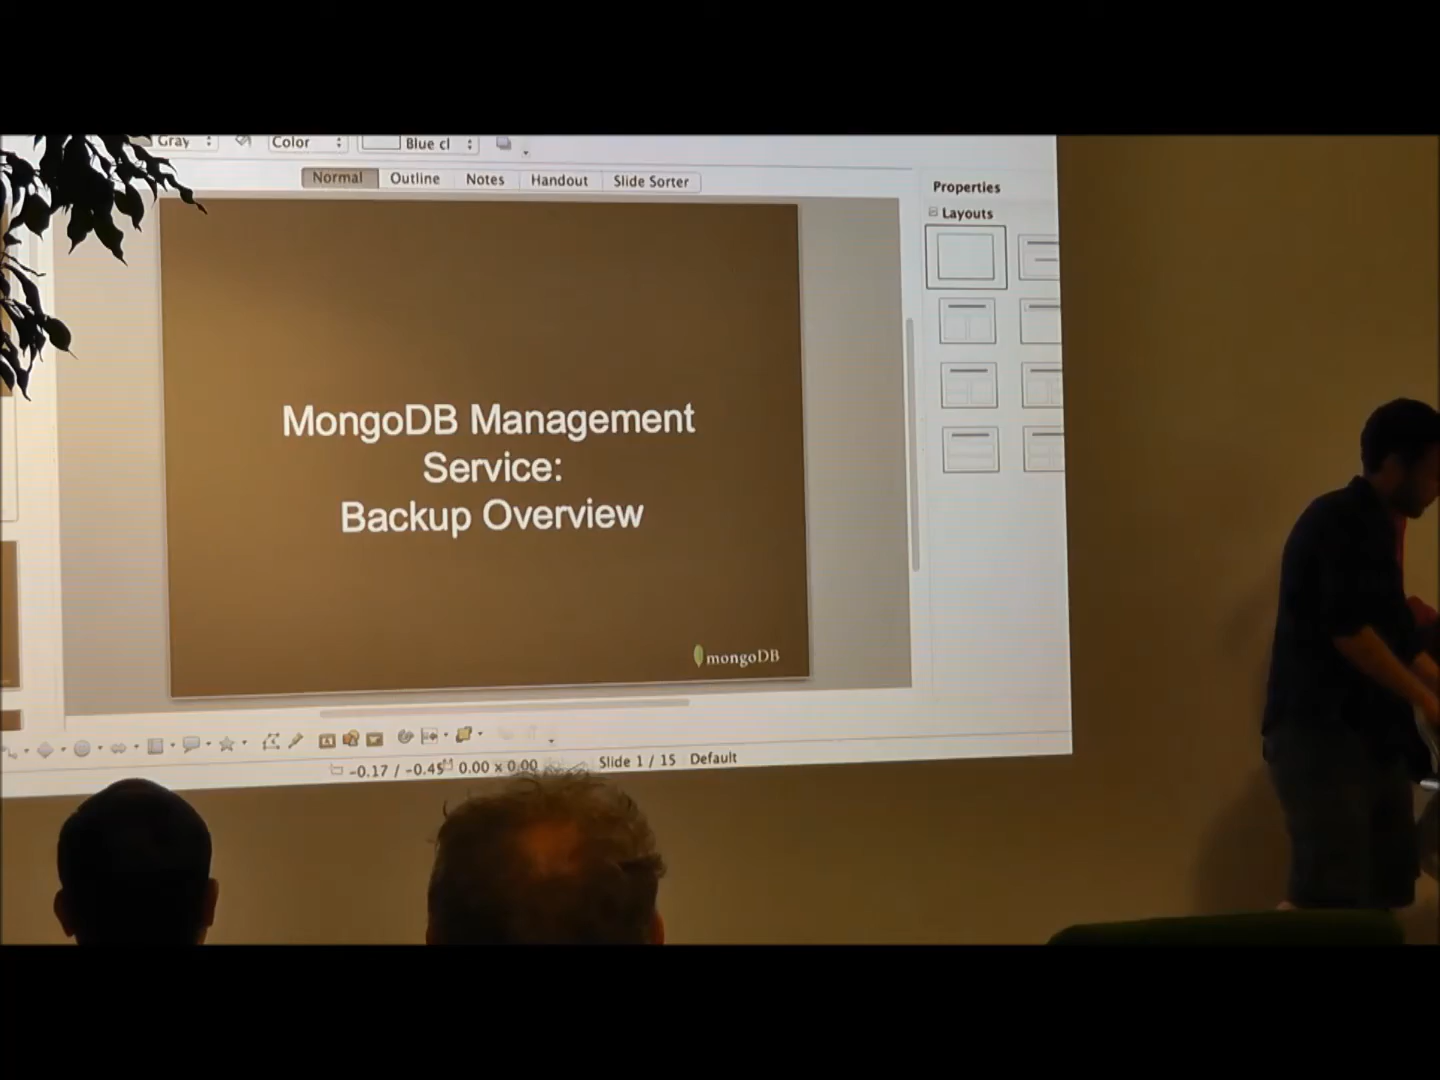 Gray
Color
Blue cl
Normal
Outline
Notes
Handout
Slide Sorter
Properties
Layouts
MongoDB Management
Service:
Backup Overview
mongoDB
-0.17 / -0.45
0.00 x 0.00
Slide 1 / 15
Default